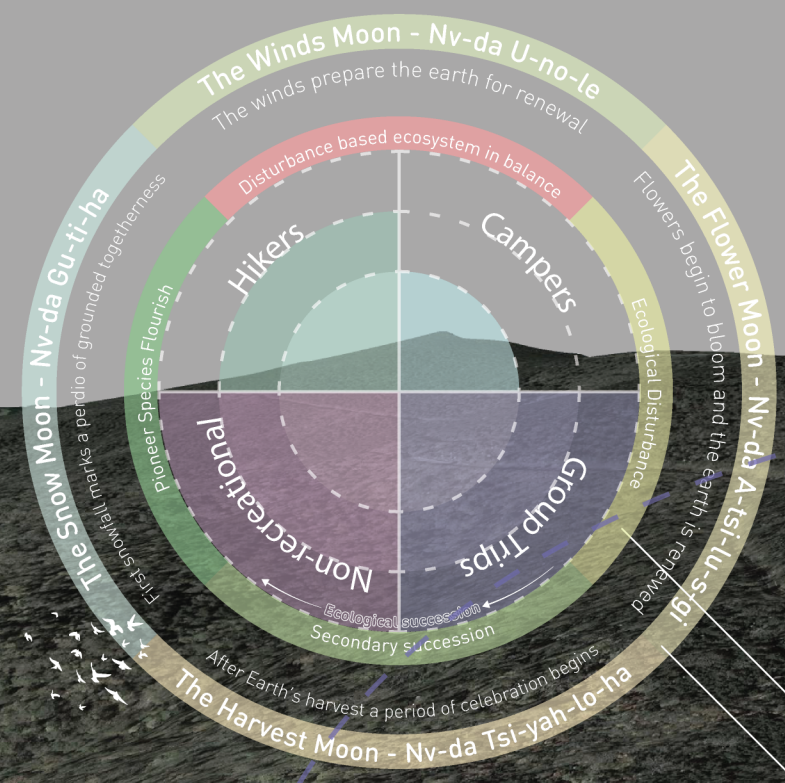 The Winds Moon - Nv-da U-no-le
The winds prepare the earth for renewal
Disturbance based ecosystem in balance
The Flower Moon - Nv-da A-tsi-lu-s-gi
Flowers begin to bloom and the earth is renewed
Ecological Disturbance
The Snow Moon - Nv-da Gu-ti-ha
First snowfall marks a perdio of grounded togetherness
Pioneer Species Flourish
Hikers
Campers
Non-recreational
Group Trips
Ecological succession
Secondary succession
After Earth's harvest a period of celebration begins
The Harvest Moon - Nv-da Tsi-yah-lo-ha